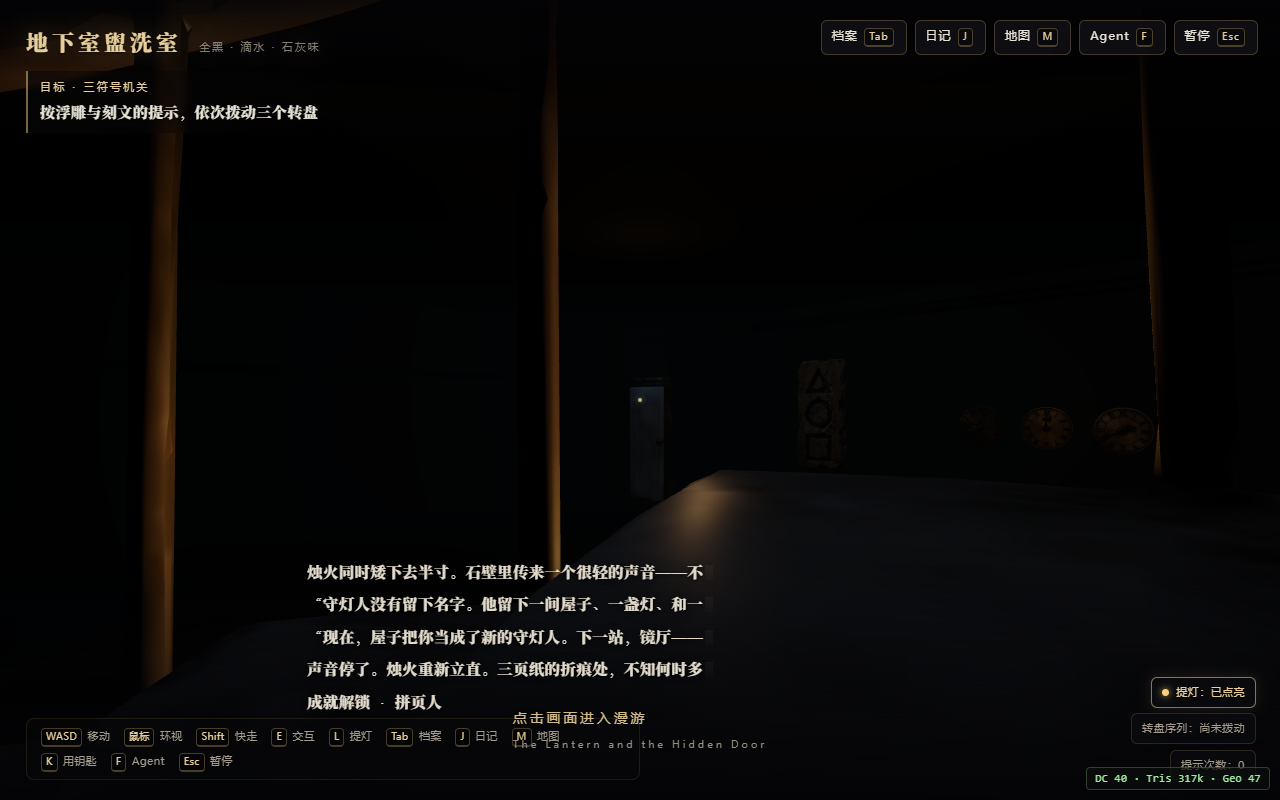 地下室盥洗室 全黑 · 滴水 · 石灰味
档案 Tab 日记 J 地图 M Agent F 暂停 Esc
目标 · 三符号机关
按浮雕与刻文的提示，依次拨动三个转盘
烛火同时矮下去半寸。石壁里传来一个很轻的声音——不
“守灯人没有留下名字。他留下一间屋子、一盏灯、和一
“现在，屋子把你当成了新的守灯人。下一站，镜厅——
声音停了。烛火重新立直。三页纸的折痕处，不知何时多
成就解锁 · 拼页人
点击画面进入漫游
The Lantern and the Hidden Door
WASD 移动 鼠标 环视 Shift 快走 E 交互 L 提灯 Tab 档案 J 日记 M 地图
K 用钥匙 F Agent Esc 暂停
提灯：已点亮
转盘序列：尚未拨动
提示次数：0
DC 40 · Tris 317k · Geo 47